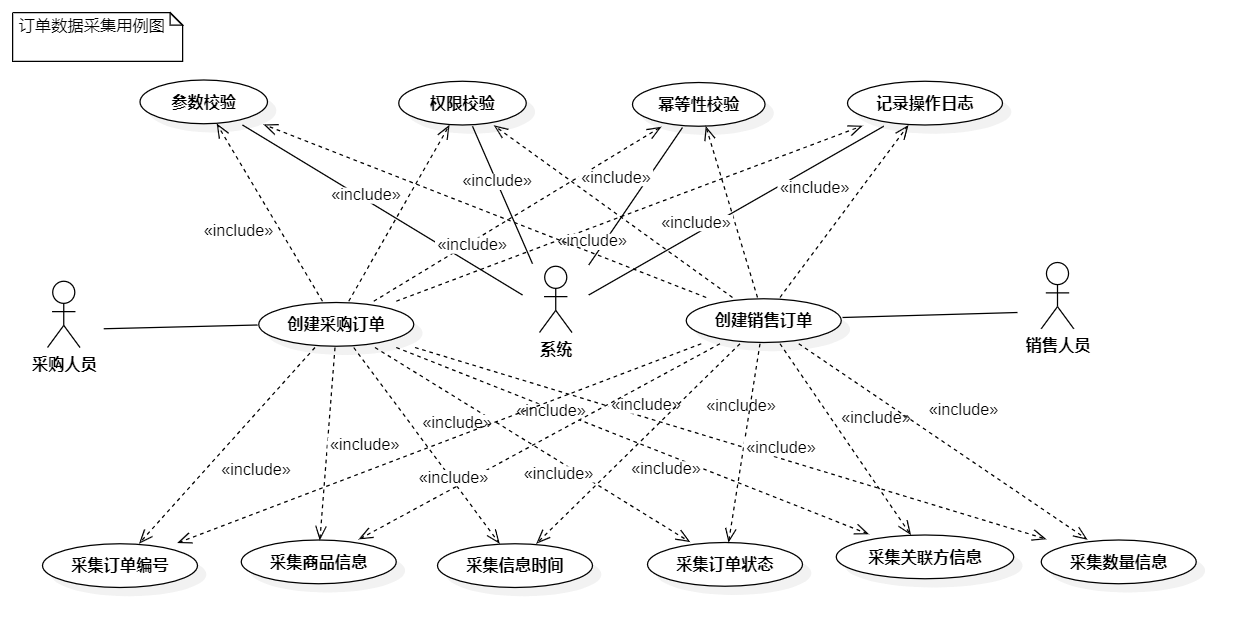 订单数据采集用例图
参数校验
权限校验
幂等性校验
记录操作日志
«include»
«include»
«include»
«include»
«include»
«include»
«include»
«include»
创建采购订单
创建销售订单
系统
采购人员
销售人员
«include»
«include»
«include»
«include»
«include»
«include»
«include»
«include»
«include»
«include»
«include»
«include»
采集订单编号
采集商品信息
采集信息时间
采集订单状态
采集关联方信息
采集数量信息